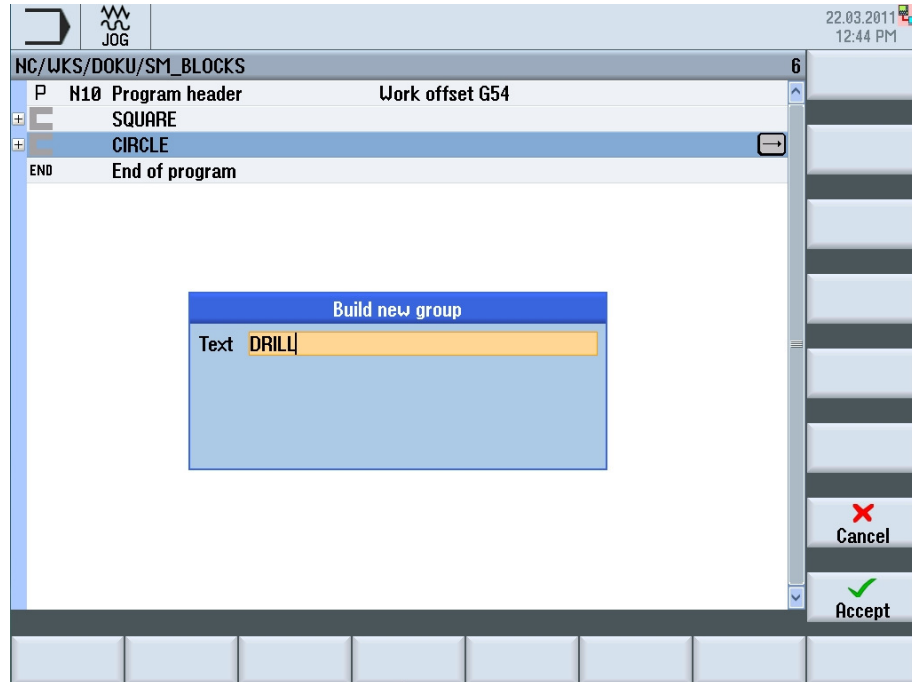 22.03.2011
12:44 PM
JOG
NC/WKS/DOKU/SM_BLOCKS 6
P N10 Program header Work offset G54
SQUARE
CIRCLE
END End of program
Build new group
Text DRILL
Cancel
Accept